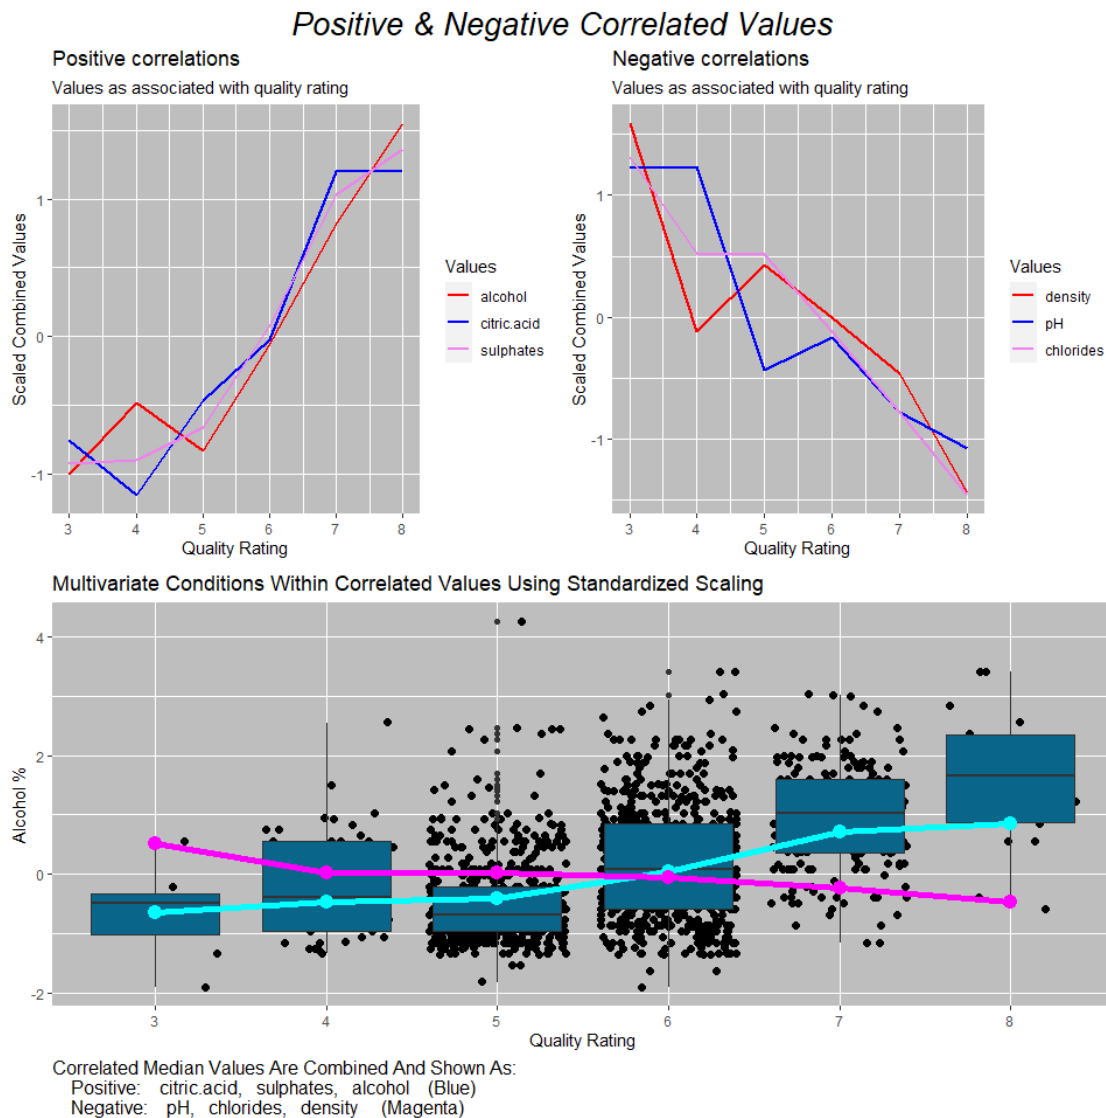 Positive & Negative Correlated Values
Positive correlations
Values as associated with quality rating
Scaled Combined Values
1
0
-1
3 4 5 6 7 8
Quality Rating
Values
alcohol
citric.acid
sulphates
Negative correlations
Values as associated with quality rating
Scaled Combined Values
1
0
-1
3 4 5 6 7 8
Quality Rating
Values
density
pH
chlorides
Multivariate Conditions Within Correlated Values Using Standardized Scaling
Alcohol %
4
2
0
-2
3 4 5 6 7 8
Quality Rating
Correlated Median Values Are Combined And Shown As:
Positive: citric.acid, sulphates, alcohol (Blue)
Negative: pH, chlorides, density (Magenta)